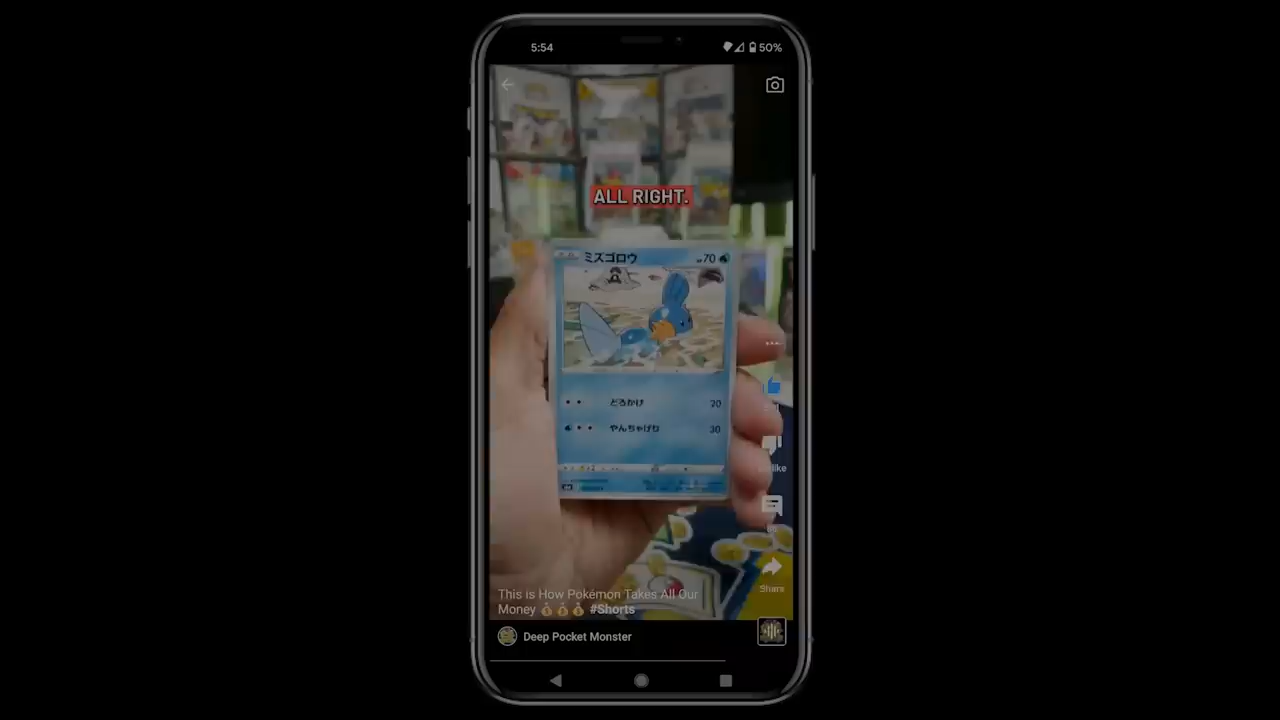 5:54
50%
ALL RIGHT.
ミズゴロウ
70
どろかけ 20
やんちゃげり 30
Share
This is How Pokémon Takes All Our
Money 💰 💰 💰 #Shorts
Deep Pocket Monster